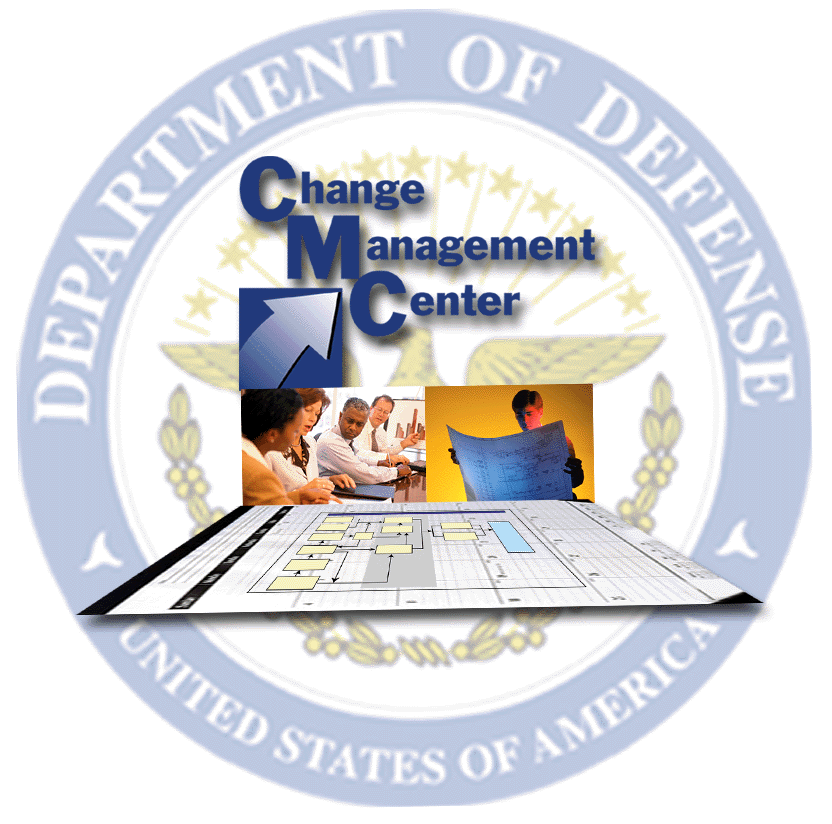 DEPARTMENT OF DEFENSE
Change
Management
Center
UNITED STATES OF AMERICA